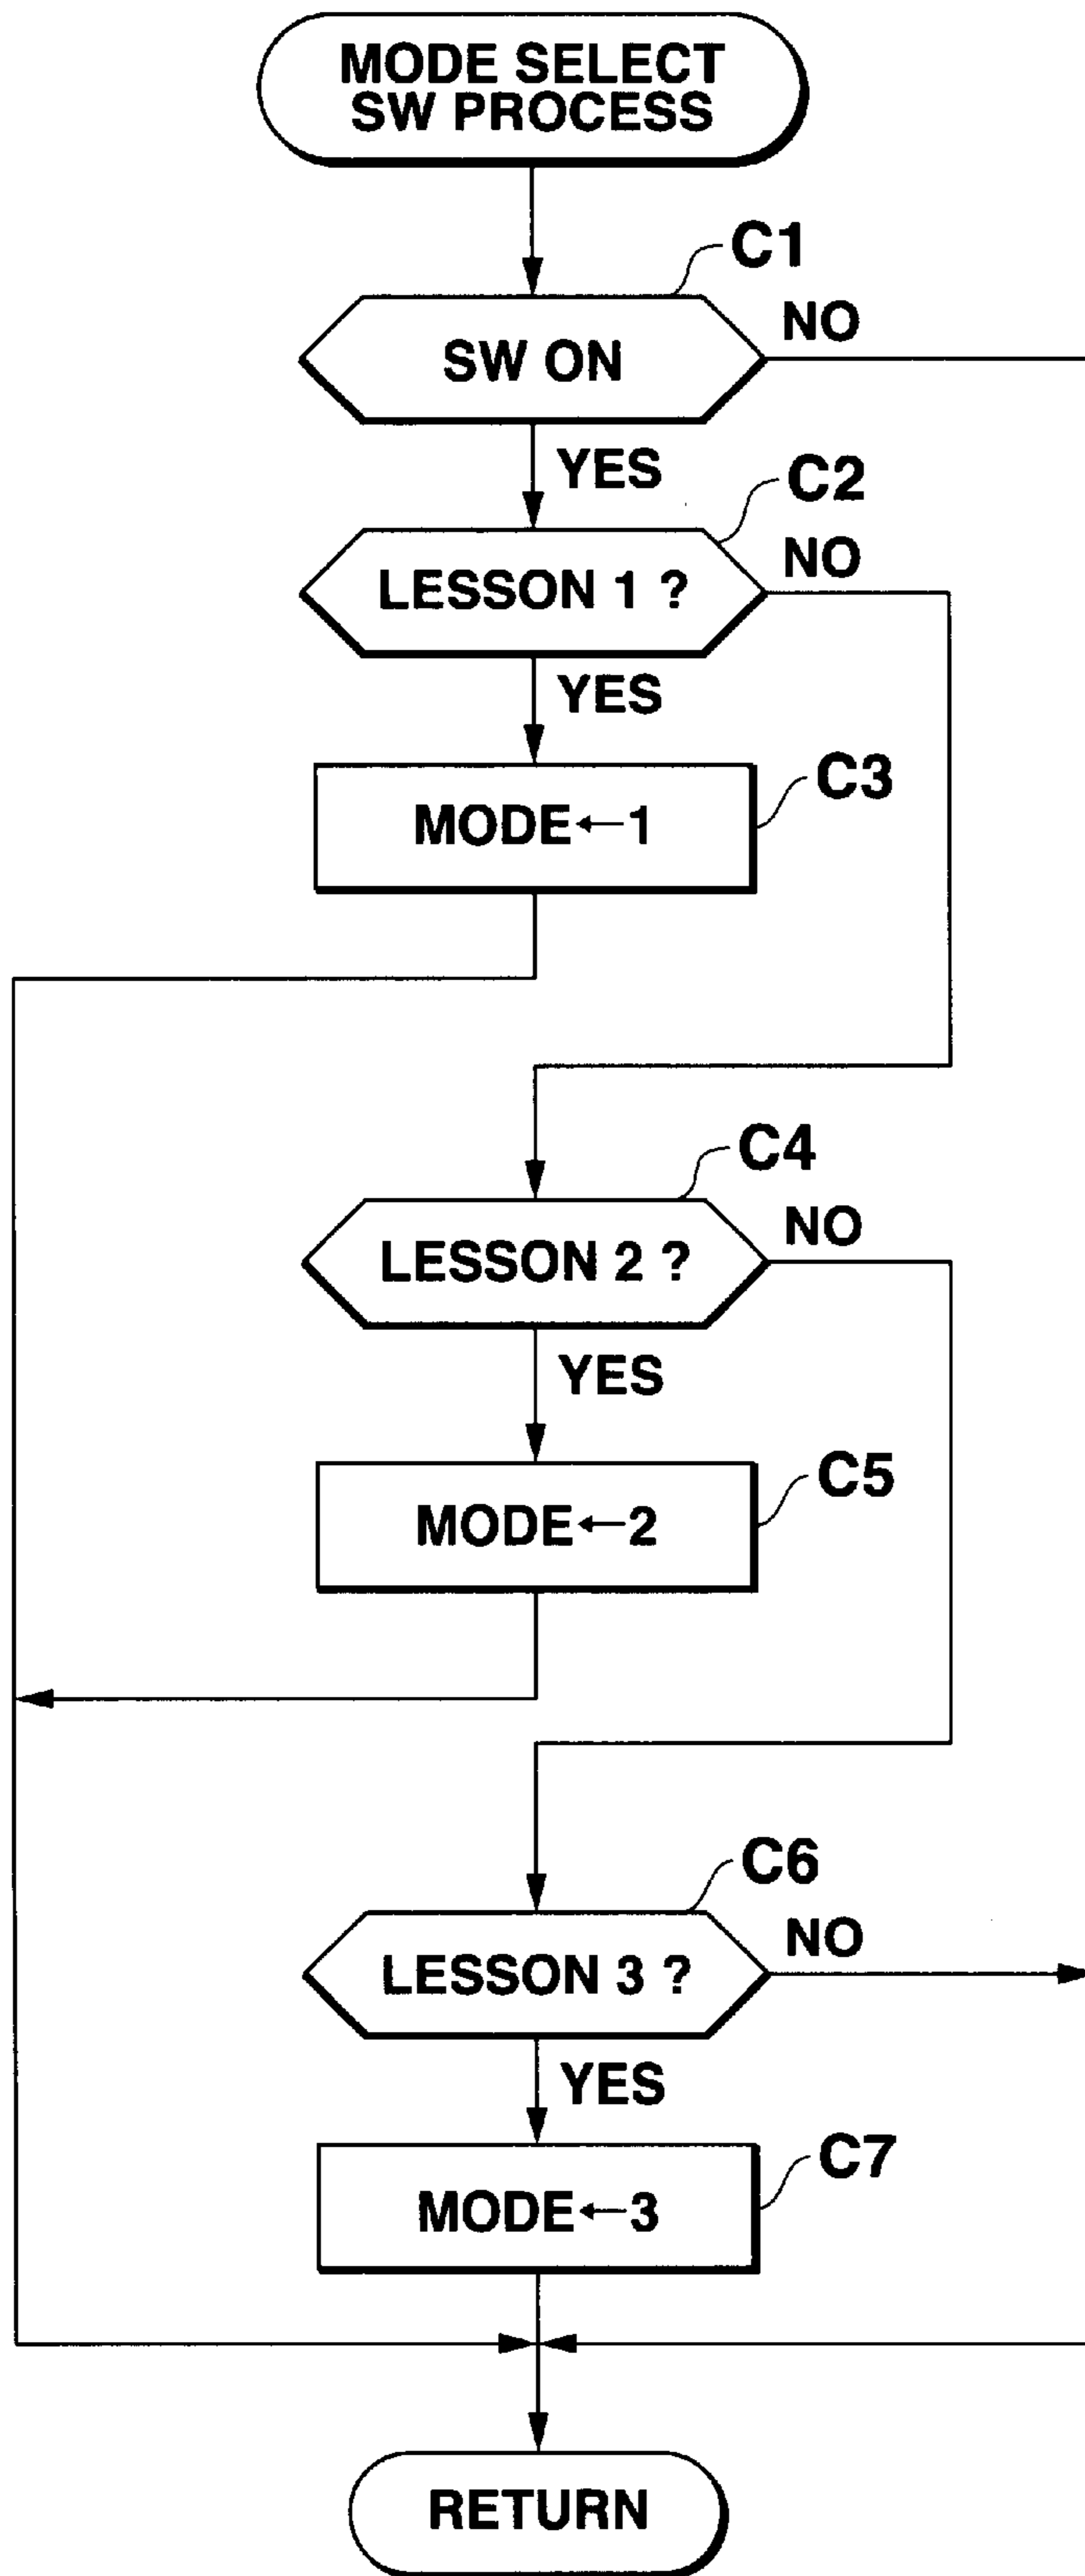 MODE SELECT
SW PROCESS
C1
SW ON
NO
YES
C2
LESSON 1 ?
NO
YES
C3
MODE←1
C4
LESSON 2 ?
NO
YES
C5
MODE←2
C6
LESSON 3 ?
NO
YES
C7
MODE←3
RETURN